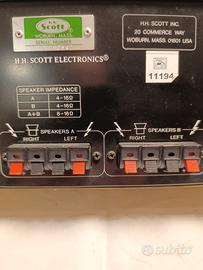 H.H.
Scott
WOBURN, MASS.
SERIAL NUMBER
H.H. SCOTT ELECTRONICS®
H.H. SCOTT INC.
20 COMMERCE WAY
WOBURN, MASS. 01801 USA
11194
SPEAKER IMPEDANCE
A 4-16Ω
B 4-16Ω
A+B 8-16Ω
SPEAKERS A
RIGHT LEFT
SPEAKERS B
RIGHT LEFT
subito